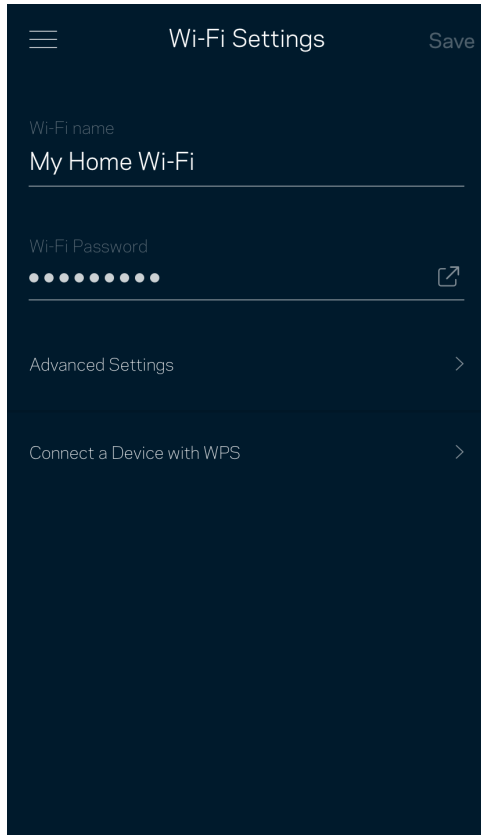 Wi-Fi Settings
Save
Wi-Fi name
My Home Wi-Fi
Wi-Fi Password
●●●●●●●●●
Advanced Settings
Connect a Device with WPS